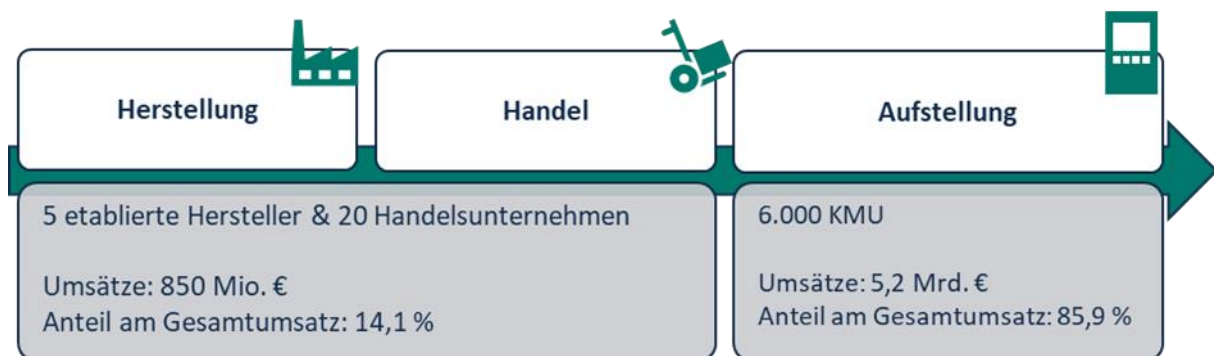 Herstellung
Handel
Aufstellung
5 etablierte Hersteller & 20 Handelsunternehmen
Umsätze: 850 Mio. €
Anteil am Gesamtumsatz: 14,1 %
6.000 KMU
Umsätze: 5,2 Mrd. €
Anteil am Gesamtumsatz: 85,9 %